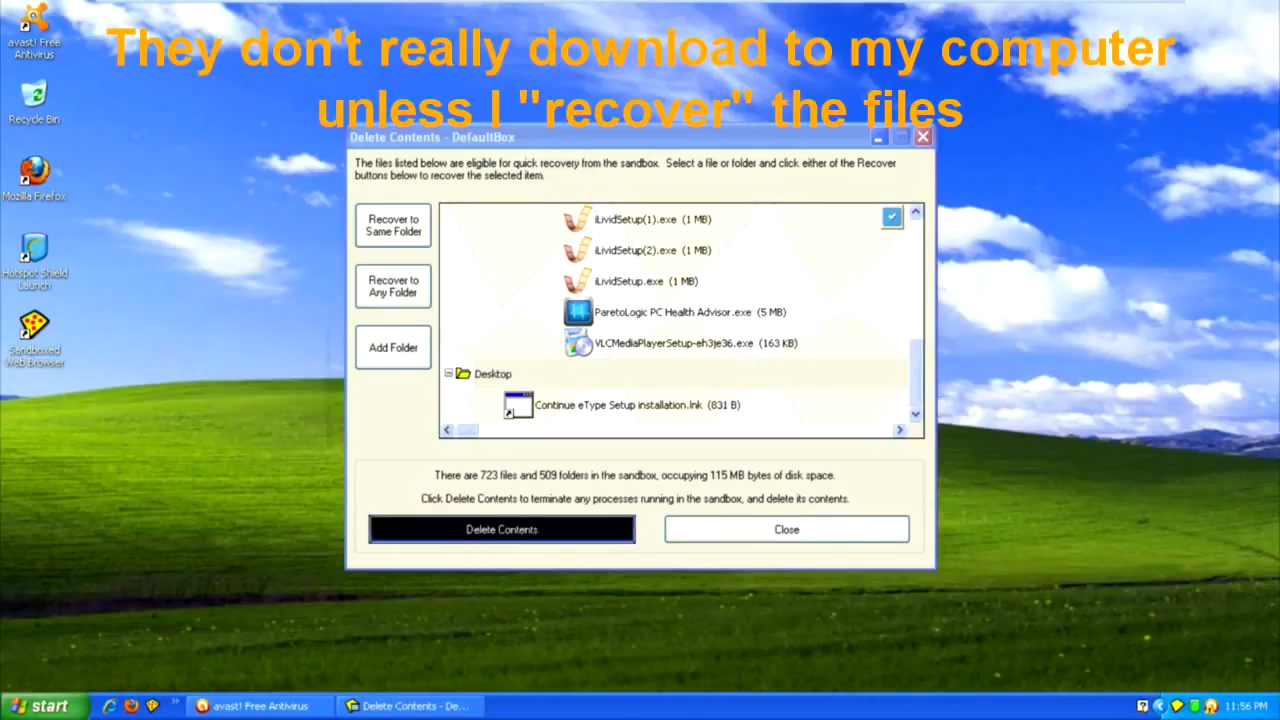 They don't really download to my computer
unless I "recover" the files
avast! Free
Antivirus
Recycle Bin
Mozilla Firefox
Hotspot Shield
Launch
Sandboxed
Web Browser
Delete Contents - DefaultBox
The files listed below are eligible for quick recovery from the sandbox. Select a file or folder and click either of the Recover
buttons below to recover the selected item.
Recover to
Same Folder
Recover to
Any Folder
Add Folder
iLividSetup(1).exe (1 MB)
iLividSetup(2).exe (1 MB)
iLividSetup.exe (1 MB)
ParetoLogic PC Health Advisor.exe (5 MB)
VLCMediaPlayerSetup-eh3je36.exe (163 KB)
Desktop
Continue eType Setup installation.lnk (831 B)
There are 723 files and 509 folders in the sandbox, occupying 115 MB bytes of disk space.
Click Delete Contents to terminate any processes running in the sandbox, and delete its contents.
Delete Contents
Close
start
avast! Free Antivirus
Delete Contents - De...
11:56 PM